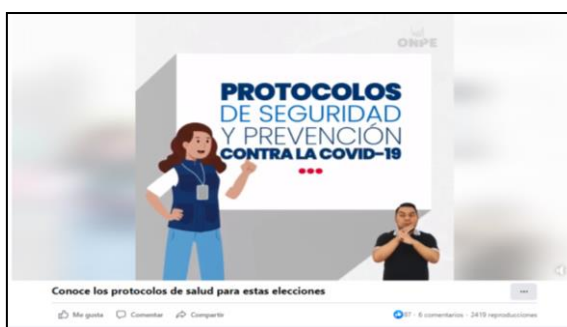 ONPE
PROTOCOLOS
DE SEGURIDAD
Y PREVENCIÓN
CONTRA LA COVID-19
Conoce los protocolos de salud para estas elecciones
Me gusta Comentar Compartir
6 comentarios · 2419 reproducciones